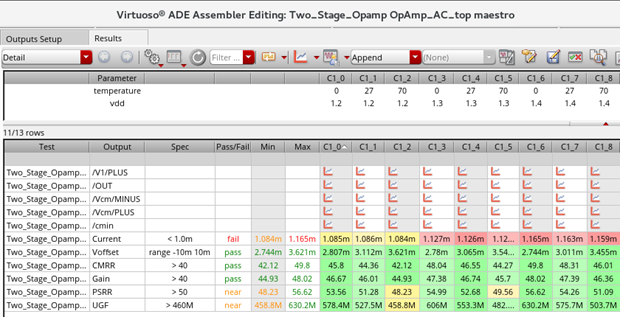 Virtuoso® ADE Assembler Editing: Two_Stage_Opamp OpAmp_AC_top maestro
Outputs Setup Results
Detail Filter ... Append (None)
Parameter C1_0 C1_1 C1_2 C1_3 C1_4 C1_5 C1_6 C1_7 C1_8
temperature 0 27 70 0 27 70 0 27 70
vdd 1.2 1.2 1.2 1.3 1.3 1.3 1.4 1.4 1.4
11/13 rows
Test Output Spec Pass/Fail Min Max C1_0 C1_1 C1_2 C1_3 C1_4 C1_5 C1_6 C1_7 C1_8
Two_Stage_Opamp... /V1/PLUS
Two_Stage_Opamp... /OUT
Two_Stage_Opamp... /Vcm/MINUS
Two_Stage_Opamp... /Vcm/PLUS
Two_Stage_Opamp... /cmin
Two_Stage_Opamp... Current < 1.0m fail 1.084m 1.165m 1.085m 1.086m 1.084m 1.127m 1.126m 1.12... 1.165m 1.163m 1.159m
Two_Stage_Opamp... Voffset range -10m 10m pass 2.744m 3.621m 2.807m 3.112m 3.621m 2.78m 3.065m 3.54... 2.744m 3.011m 3.455m
Two_Stage_Opamp... CMRR > 40 pass 42.12 49.8 45.8 44.36 42.12 48.04 46.55 44.27 49.8 48.31 46.01
Two_Stage_Opamp... Gain > 40 pass 44.93 48.02 46.67 46.01 44.93 47.36 46.74 45.7 48.02 47.39 46.36
Two_Stage_Opamp... PSRR > 50 near 48.23 56.62 53.56 51.28 48.23 54.99 52.68 49.56 56.62 54.26 51.09
Two_Stage_Opamp... UGF > 460M near 458.8M 630.2M 578.4M 527.5M 458.8M 606M 553.3M 482.... 630.2M 575.7M 503.7M